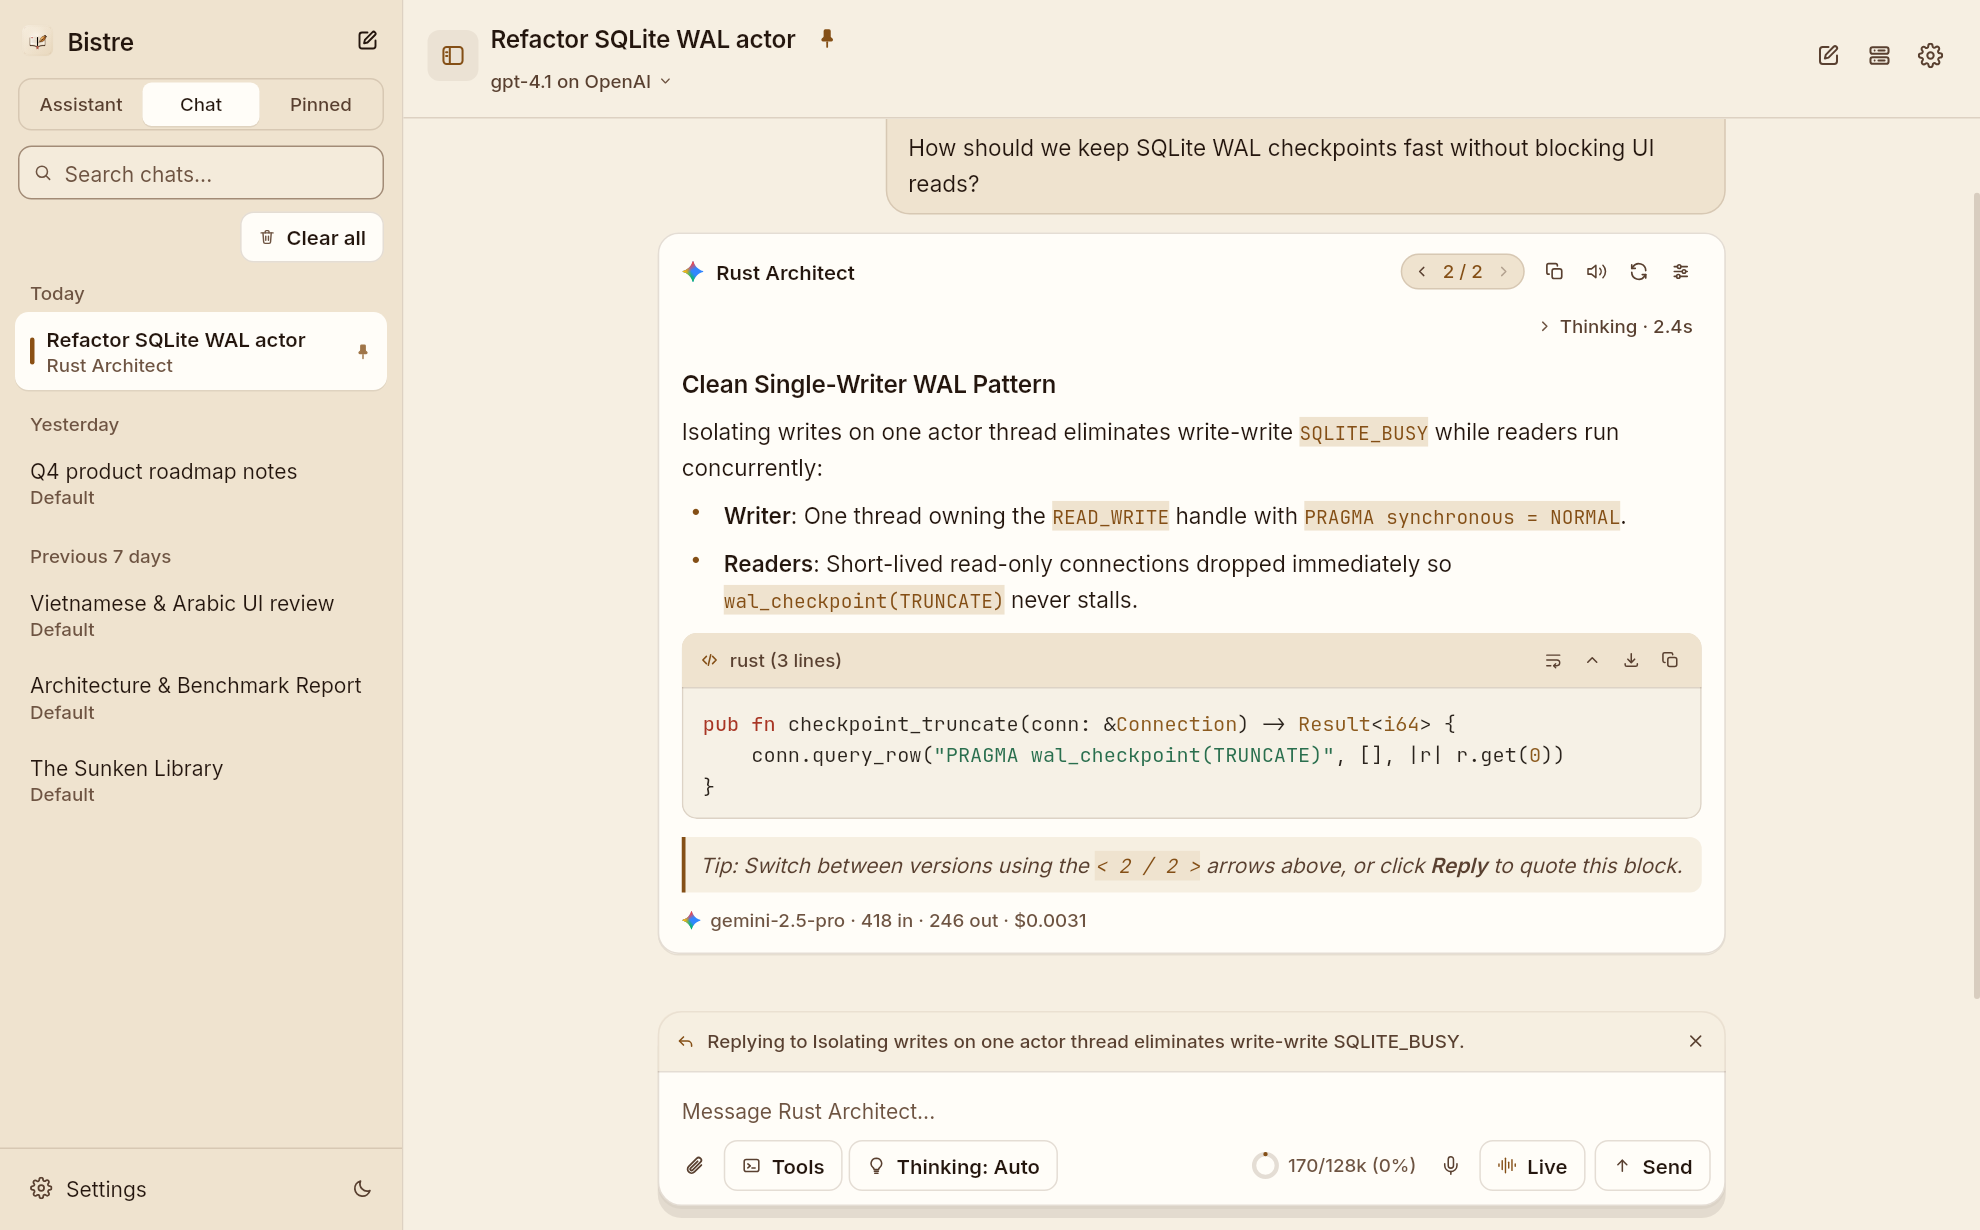 Bistre
Assistant
Chat
Pinned
Search chats...
Clear all
Today
Refactor SQLite WAL actor
Rust Architect
Yesterday
Q4 product roadmap notes
Default
Previous 7 days
Vietnamese & Arabic UI review
Default
Architecture & Benchmark Report
Default
The Sunken Library
Default
Settings
Refactor SQLite WAL actor
gpt-4.1 on OpenAI
How should we keep SQLite WAL checkpoints fast without blocking UI
reads?
Rust Architect
2 / 2
Thinking · 2.4s
Clean Single-Writer WAL Pattern
Isolating writes on one actor thread eliminates write-write SQLITE_BUSY while readers run
concurrently:
• Writer: One thread owning the READ_WRITE handle with PRAGMA synchronous = NORMAL.
• Readers: Short-lived read-only connections dropped immediately so
wal_checkpoint(TRUNCATE) never stalls.
rust (3 lines)
pub fn checkpoint_truncate(conn: &Connection) -> Result<i64> {
    conn.query_row("PRAGMA wal_checkpoint(TRUNCATE)", [], |r| r.get(0))
}
Tip: Switch between versions using the < 2 / 2 > arrows above, or click Reply to quote this block.
gemini-2.5-pro · 418 in · 246 out · $0.0031
Replying to Isolating writes on one actor thread eliminates write-write SQLITE_BUSY.
Message Rust Architect...
Tools
Thinking: Auto
170/128k (0%)
Live
Send